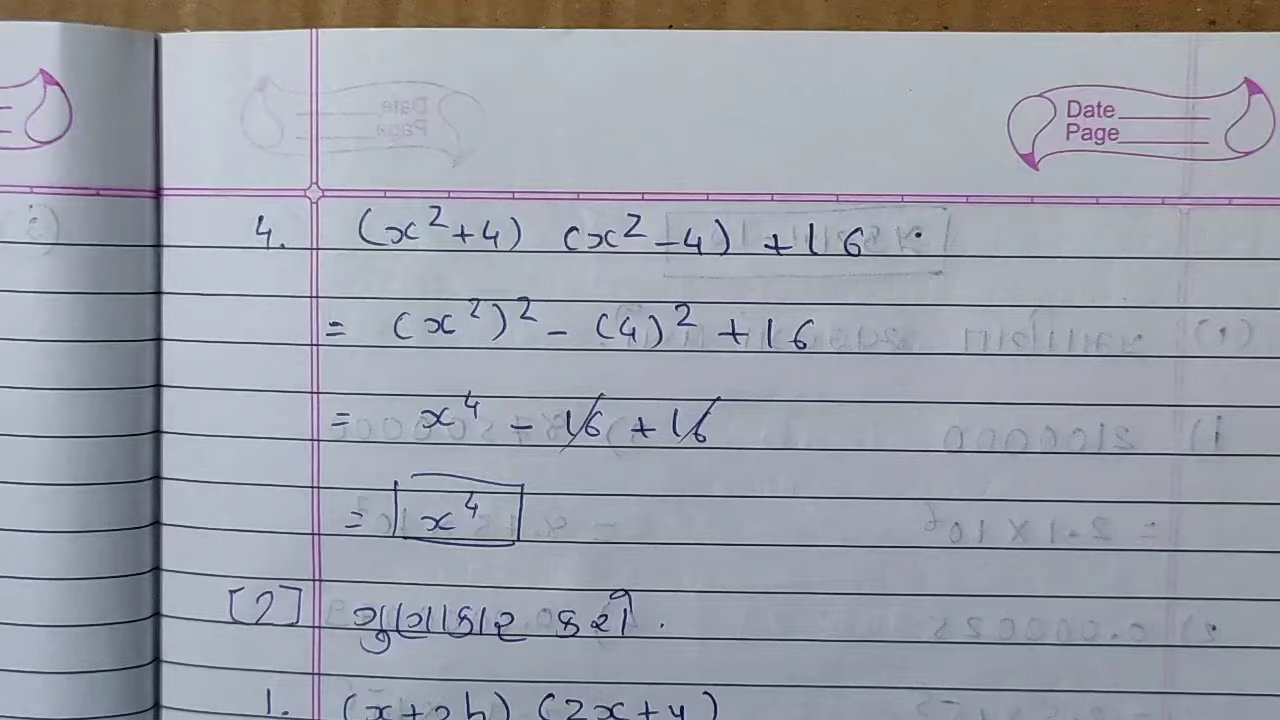 Date
Page
4. (x²+4) (x²-4) +16
= (x²)² - (4)² +16
= x⁴ - 16 + 16
= x⁴
[2] ગુણાકાર કરો.
1. (x+2h) (2x+4)